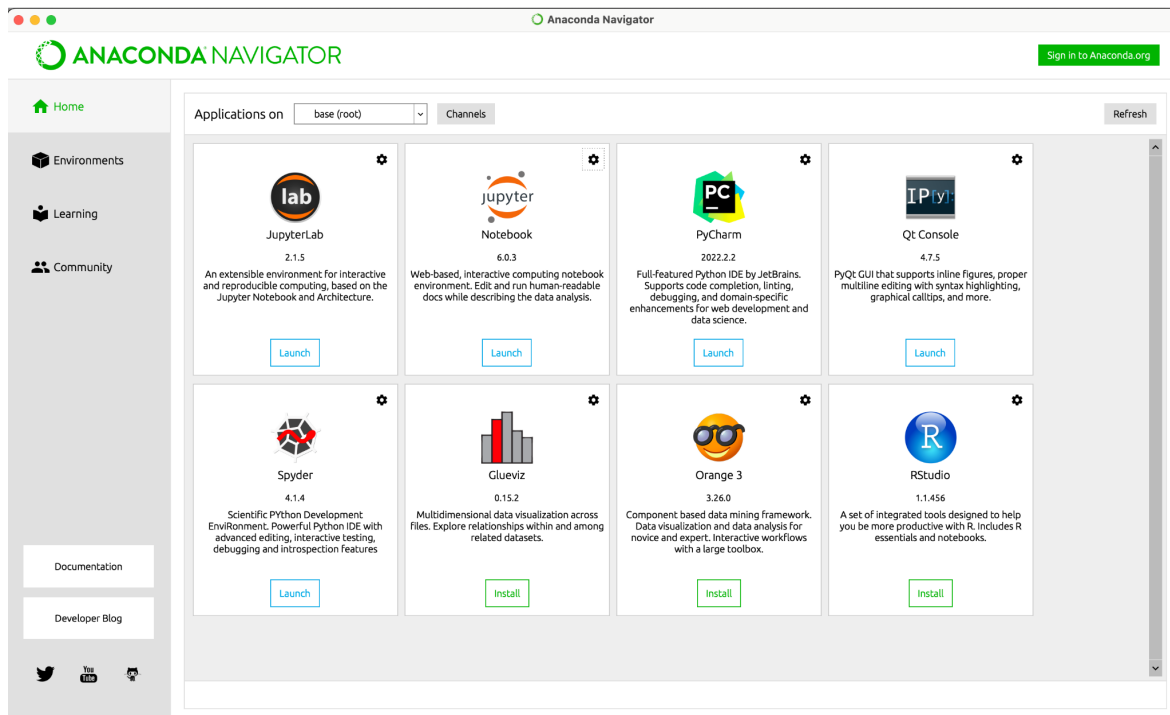 Anaconda Navigator
ANACONDA NAVIGATOR
Sign in to Anaconda.org
Home
Environments
Learning
Community
Documentation
Developer Blog
You
Tube
Applications on
base (root)
Channels
Refresh
lab
JupyterLab
2.1.5
An extensible environment for interactive
and reproducible computing, based on the
Jupyter Notebook and Architecture.
Launch
jupyter
Notebook
6.0.3
Web-based, interactive computing notebook
environment. Edit and run human-readable
docs while describing the data analysis.
Launch
PC
PyCharm
2022.2.2
Full-featured Python IDE by JetBrains.
Supports code completion, linting,
debugging, and domain-specific
enhancements for web development and
data science.
Launch
IP[y]:
Qt Console
4.7.5
PyQt GUI that supports inline figures, proper
multiline editing with syntax highlighting,
graphical calltips, and more.
Launch
Spyder
4.1.4
Scientific PYthon Development
EnviRonment. Powerful Python IDE with
advanced editing, interactive testing,
debugging and introspection features
Launch
Glueviz
0.15.2
Multidimensional data visualization across
files. Explore relationships within and among
related datasets.
Install
Orange 3
3.26.0
Component based data mining framework.
Data visualization and data analysis for
novice and expert. Interactive workflows
with a large toolbox.
Install
R
RStudio
1.1.456
A set of integrated tools designed to help
you be more productive with R. Includes R
essentials and notebooks.
Install